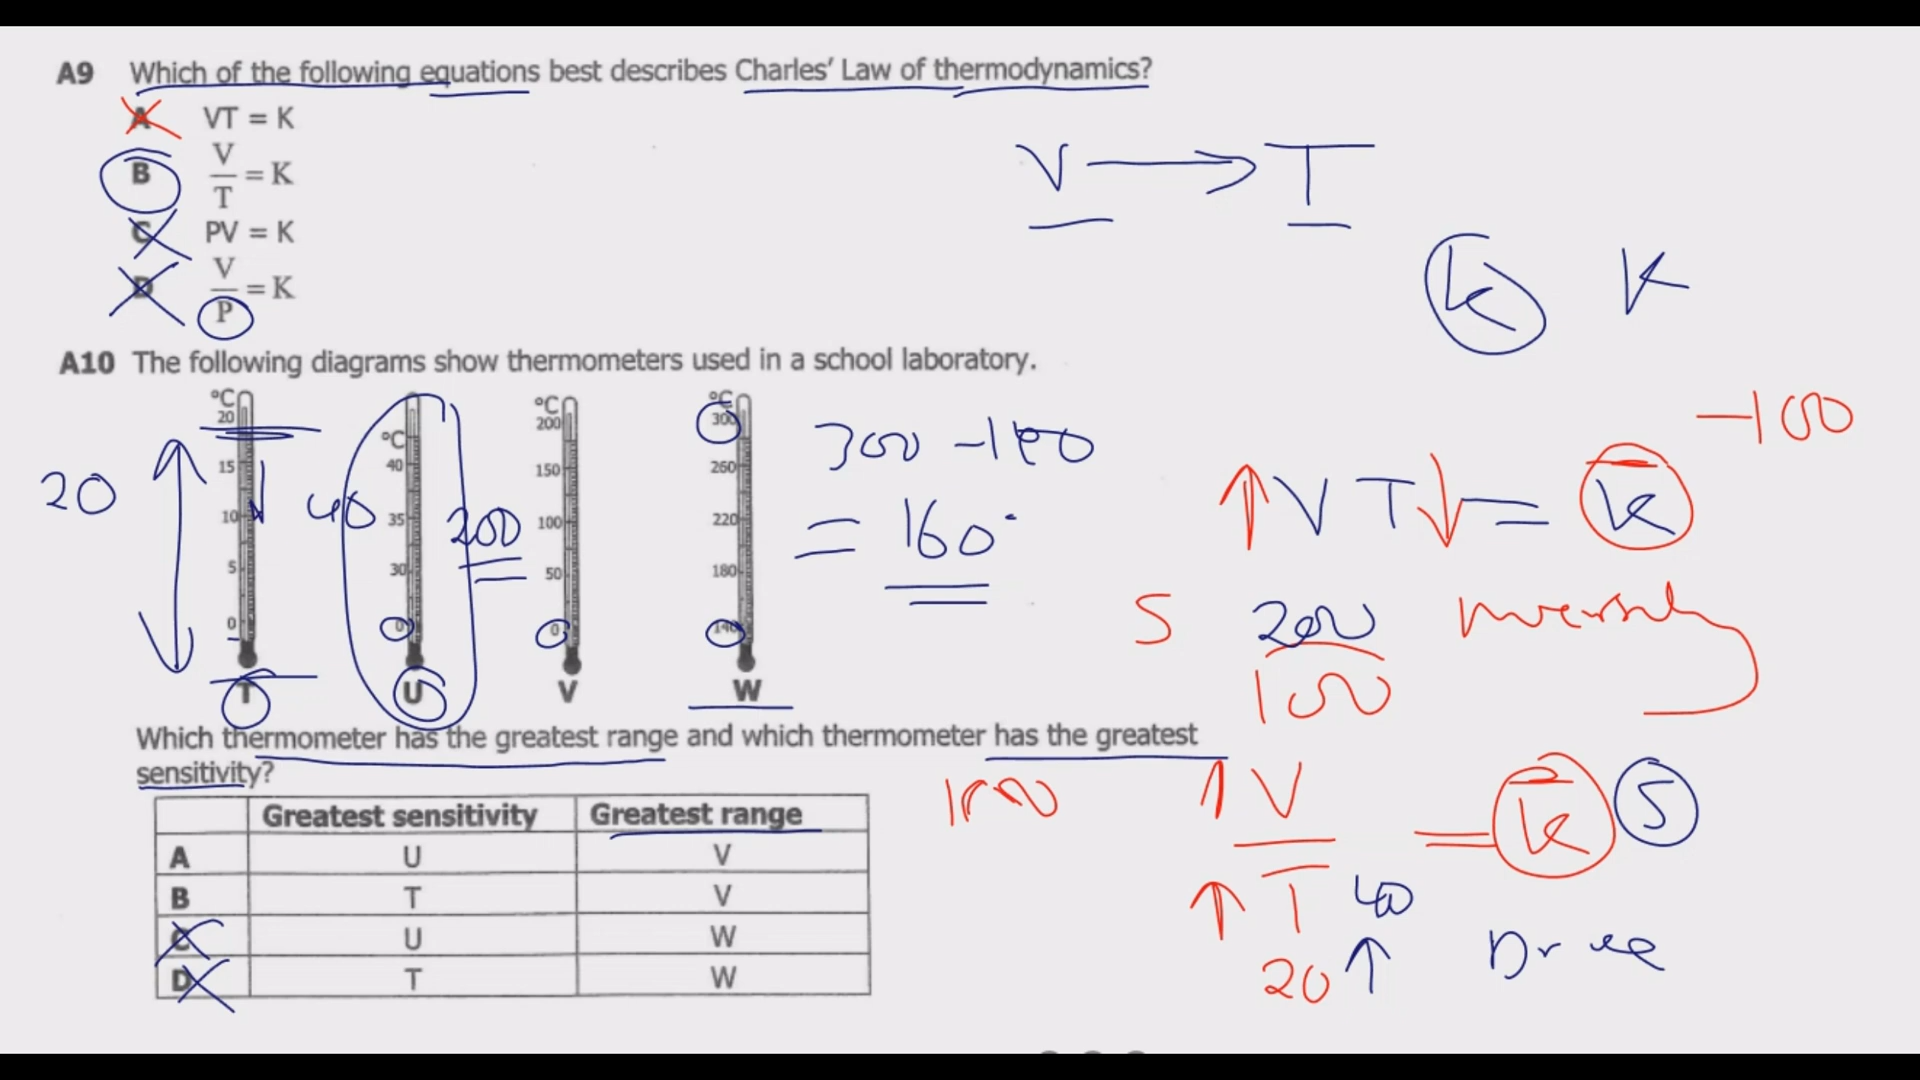 A9 Which of the following equations best describes Charles' Law of thermodynamics?
A VT = K
B V/T = K
C PV = K
D V/P = K
V → T
k K
A10 The following diagrams show thermometers used in a school laboratory.
°C 20 15 10 5 0 T
°C 40 35 30 0 U
°C 200 150 100 50 0 V
°C 300 260 220 180 140 W
20
40
200
300 - 140
= 160°
-100
↑ V T ↓ = k
5 200
100
Which thermometer has the greatest range and which thermometer has the greatest
sensitivity?
Greatest sensitivity Greatest range
A U V
B T V
C U W
D T W
100
↑ V
↑ T 40
= k 5
20 ↑